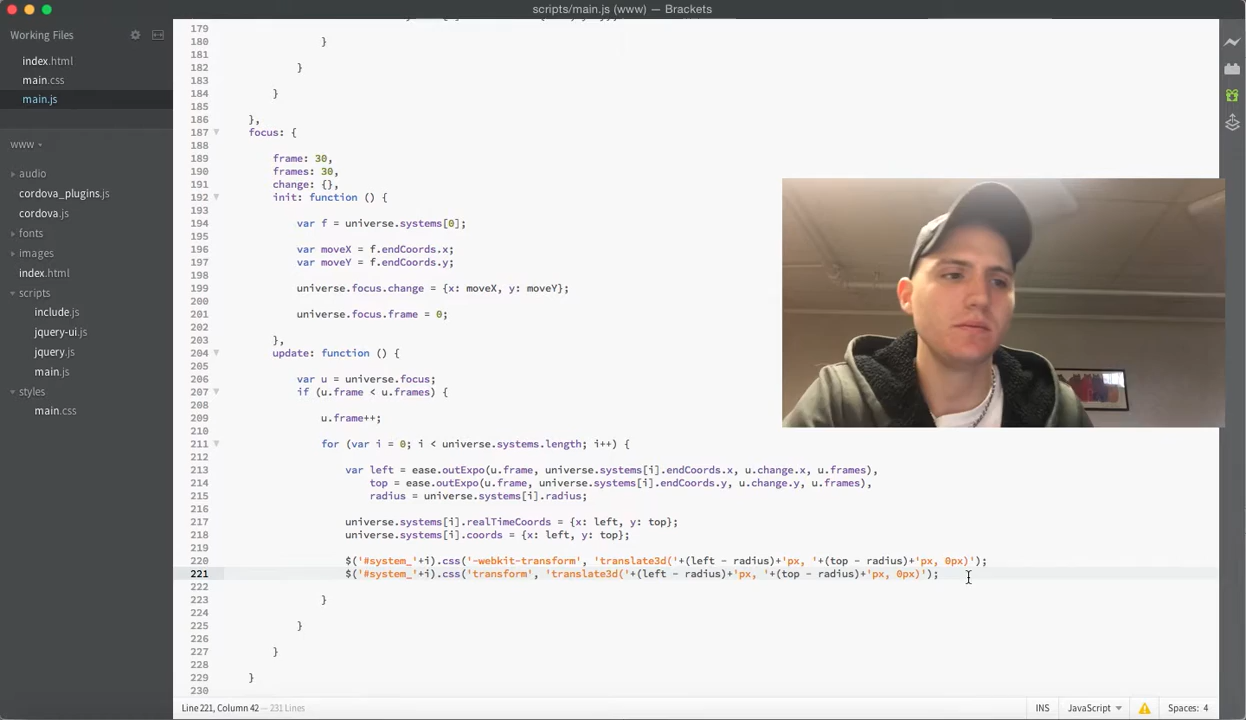 scripts/main.js (www) — Brackets
Working Files
index.html
main.css
main.js
www
audio
cordova_plugins.js
cordova.js
fonts
images
index.html
scripts
include.js
jquery-ui.js
jquery.js
main.js
styles
main.css
179
180 }
181
182 }
183
184 }
185
186 },
187 focus: {
188
189 frame: 30,
190 frames: 30,
191 change: {},
192 init: function () {
193
194 var f = universe.systems[0];
195
196 var moveX = f.endCoords.x;
197 var moveY = f.endCoords.y;
198
199 universe.focus.change = {x: moveX, y: moveY};
200
201 universe.focus.frame = 0;
202
203 },
204 update: function () {
205
206 var u = universe.focus;
207 if (u.frame < u.frames) {
208
209 u.frame++;
210
211 for (var i = 0; i < universe.systems.length; i++) {
212
213 var left = ease.outExpo(u.frame, universe.systems[i].endCoords.x, u.change.x, u.frames),
214 top = ease.outExpo(u.frame, universe.systems[i].endCoords.y, u.change.y, u.frames),
215 radius = universe.systems[i].radius;
216
217 universe.systems[i].realTimeCoords = {x: left, y: top};
218 universe.systems[i].coords = {x: left, y: top};
219
220 $('#system_'+i).css('-webkit-transform', 'translate3d('+(left - radius)+'px, '+(top - radius)+'px, 0px)');
221 $('#system_'+i).css('transform', 'translate3d('+(left - radius)+'px, '+(top - radius)+'px, 0px)');
222
223 }
224
225 }
226
227 }
228
229 }
230
Line 221, Column 42 — 231 Lines
INS
JavaScript
Spaces: 4